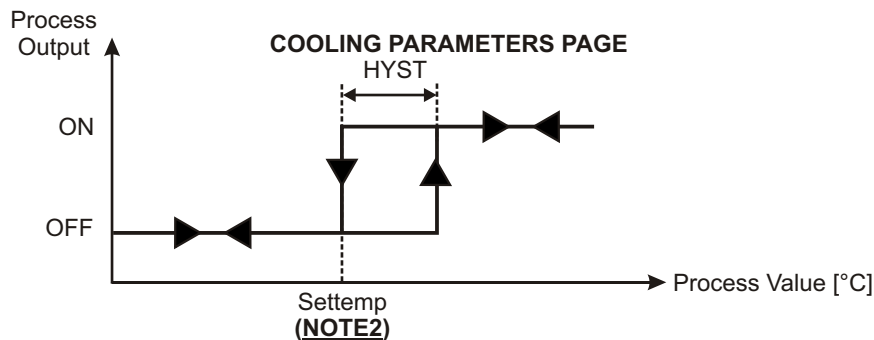 Process
Output
COOLING PARAMETERS PAGE
HYST
ON
OFF
Process Value [°C]
Settemp
(NOTE2)